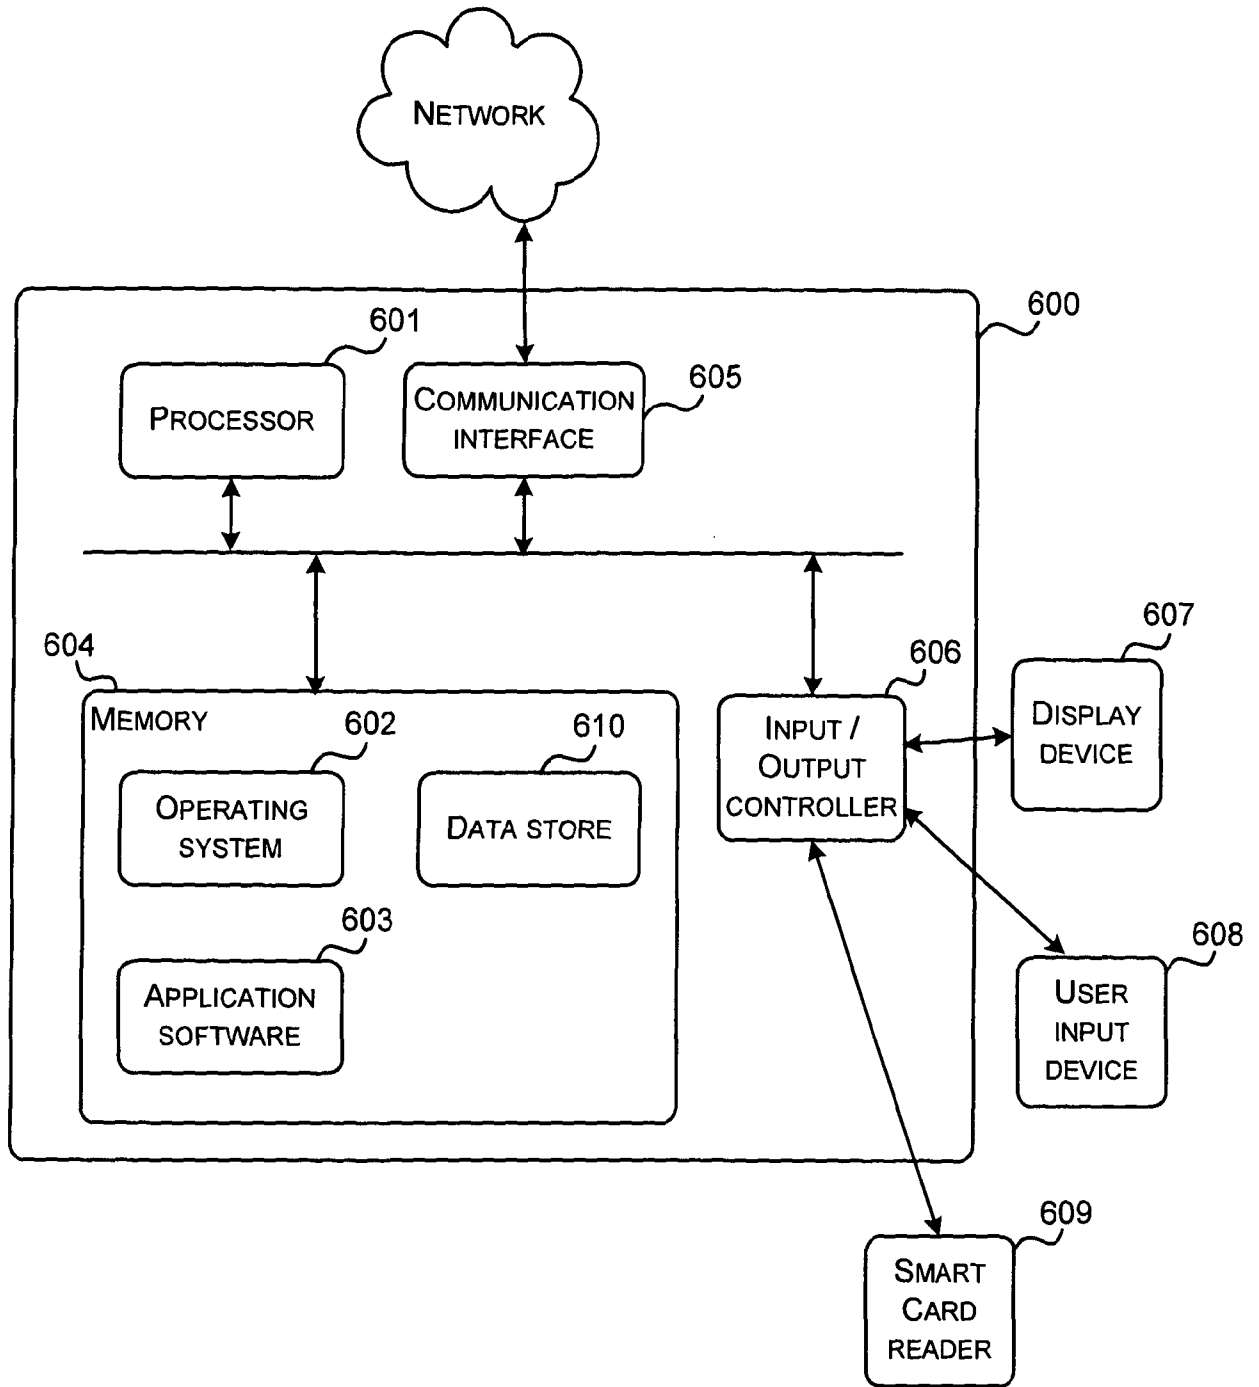 NETWORK
600
601
PROCESSOR
COMMUNICATION
INTERFACE
605
604
MEMORY
602
OPERATING
SYSTEM
610
DATA STORE
603
APPLICATION
SOFTWARE
606
INPUT /
OUTPUT
CONTROLLER
607
DISPLAY
DEVICE
608
USER
INPUT
DEVICE
609
SMART
CARD
READER